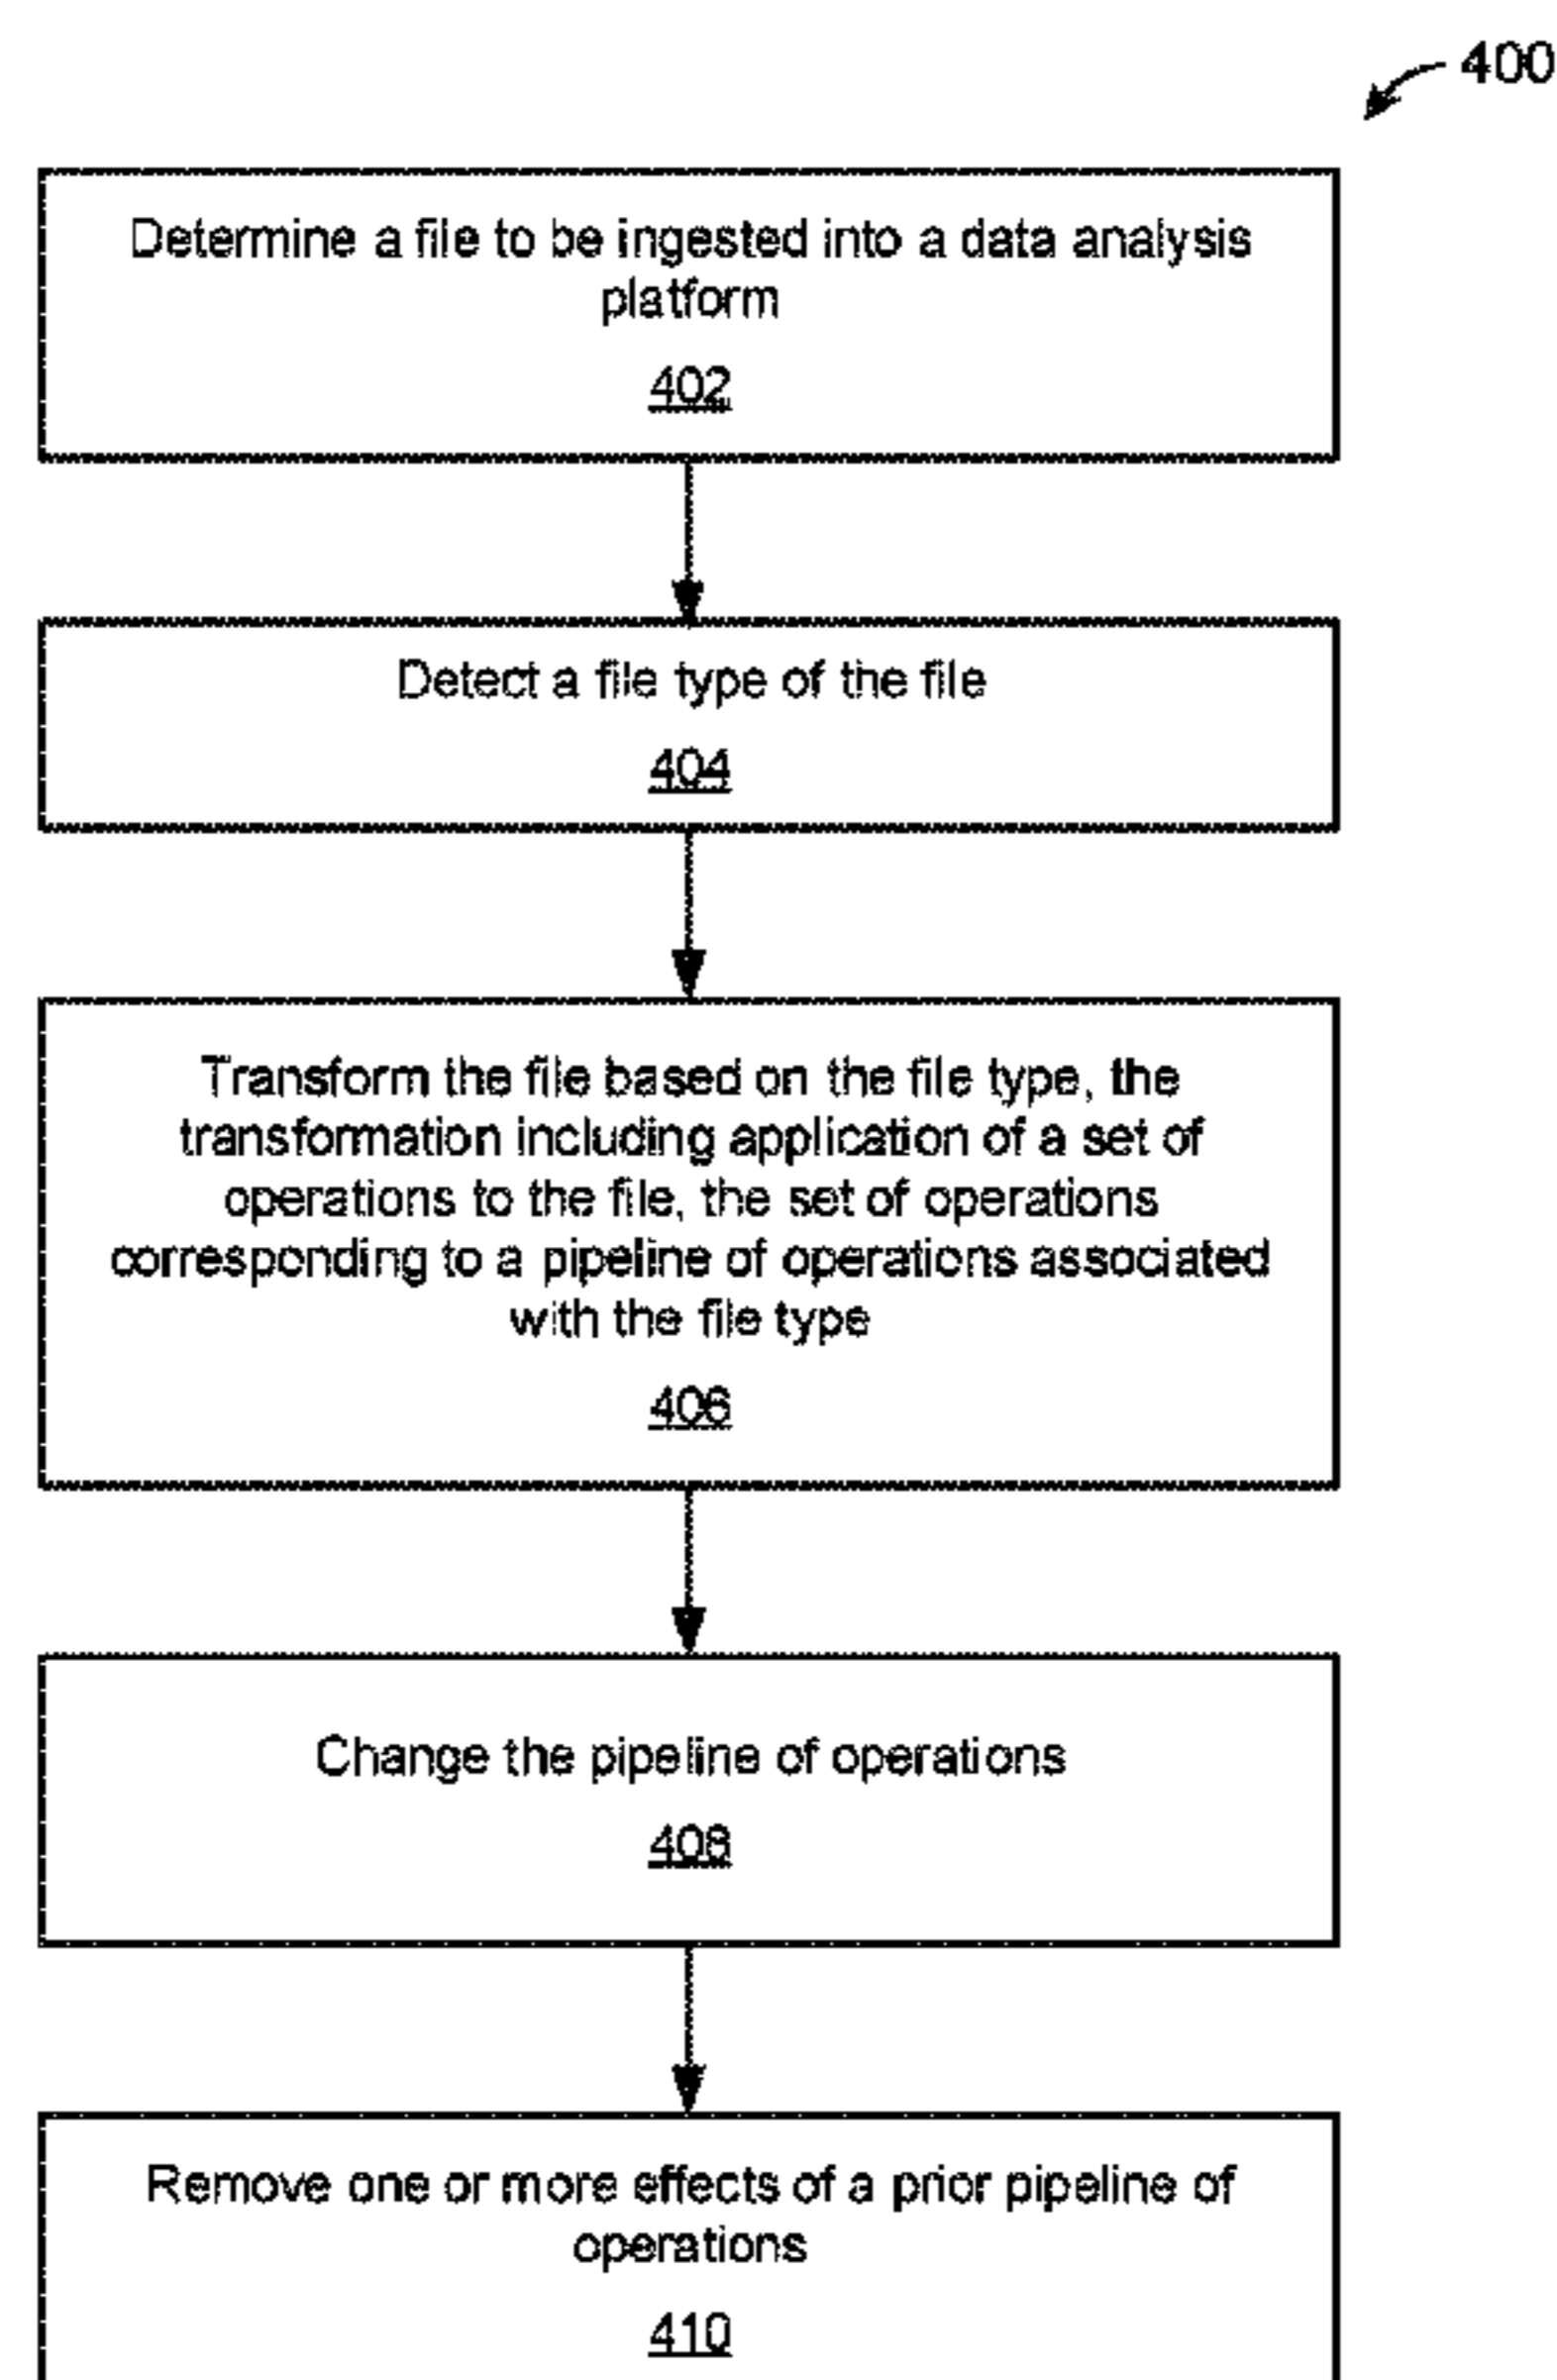 400
Determine a file to be ingested into a data analysis
platform
402
Detect a file type of the file
404
Transform the file based on the file type, the
transformation including application of a set of
operations to the file, the set of operations
corresponding to a pipeline of operations associated
with the file type
406
Change the pipeline of operations
408
Remove one or more effects of a prior pipeline of
operations
410